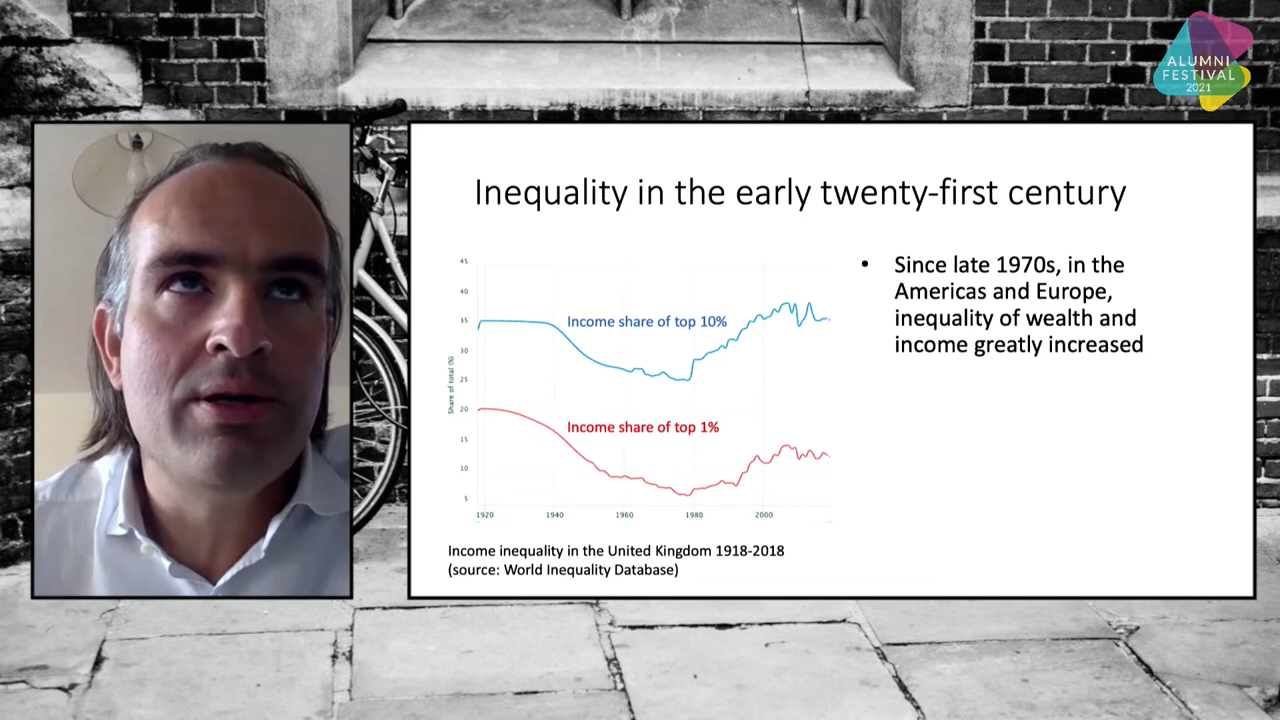 ALUMNI
FESTIVAL
2021
Inequality in the early twenty-first century
45
40
35
30
25
20
15
10
5
Share of total (%)
Income share of top 10%
Income share of top 1%
1920 1940 1960 1980 2000
Income inequality in the United Kingdom 1918-2018
(source: World Inequality Database)
• Since late 1970s, in the
Americas and Europe,
inequality of wealth and
income greatly increased